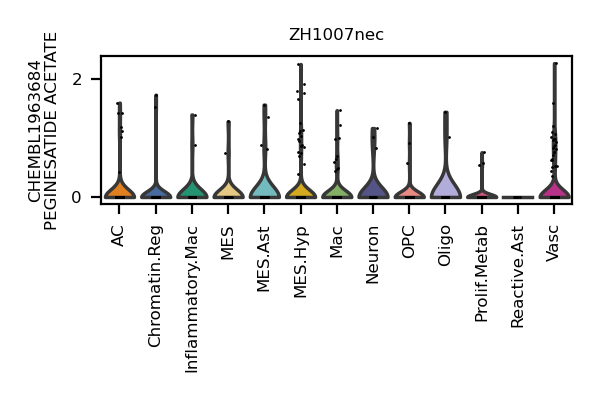 ZH1007nec
CHEMBL1963684
PEGINESATIDE ACETATE
2
0
AC
Chromatin.Reg
Inflammatory.Mac
MES
MES.Ast
MES.Hyp
Mac
Neuron
OPC
Oligo
Prolif.Metab
Reactive.Ast
Vasc